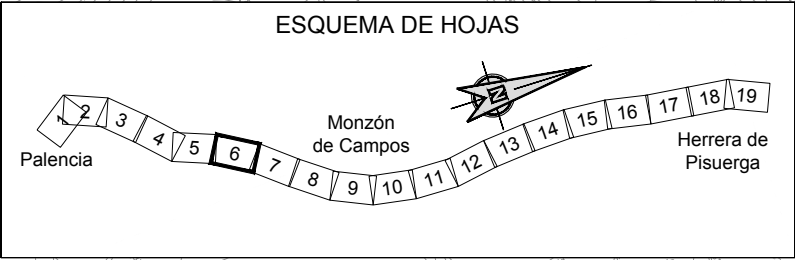 ESQUEMA DE HOJAS
N
1
2
3
4
5
6
7
8
9
10
11
12
13
14
15
16
17
18
19
Palencia
Monzón
de Campos
Herrera de
Pisuerga